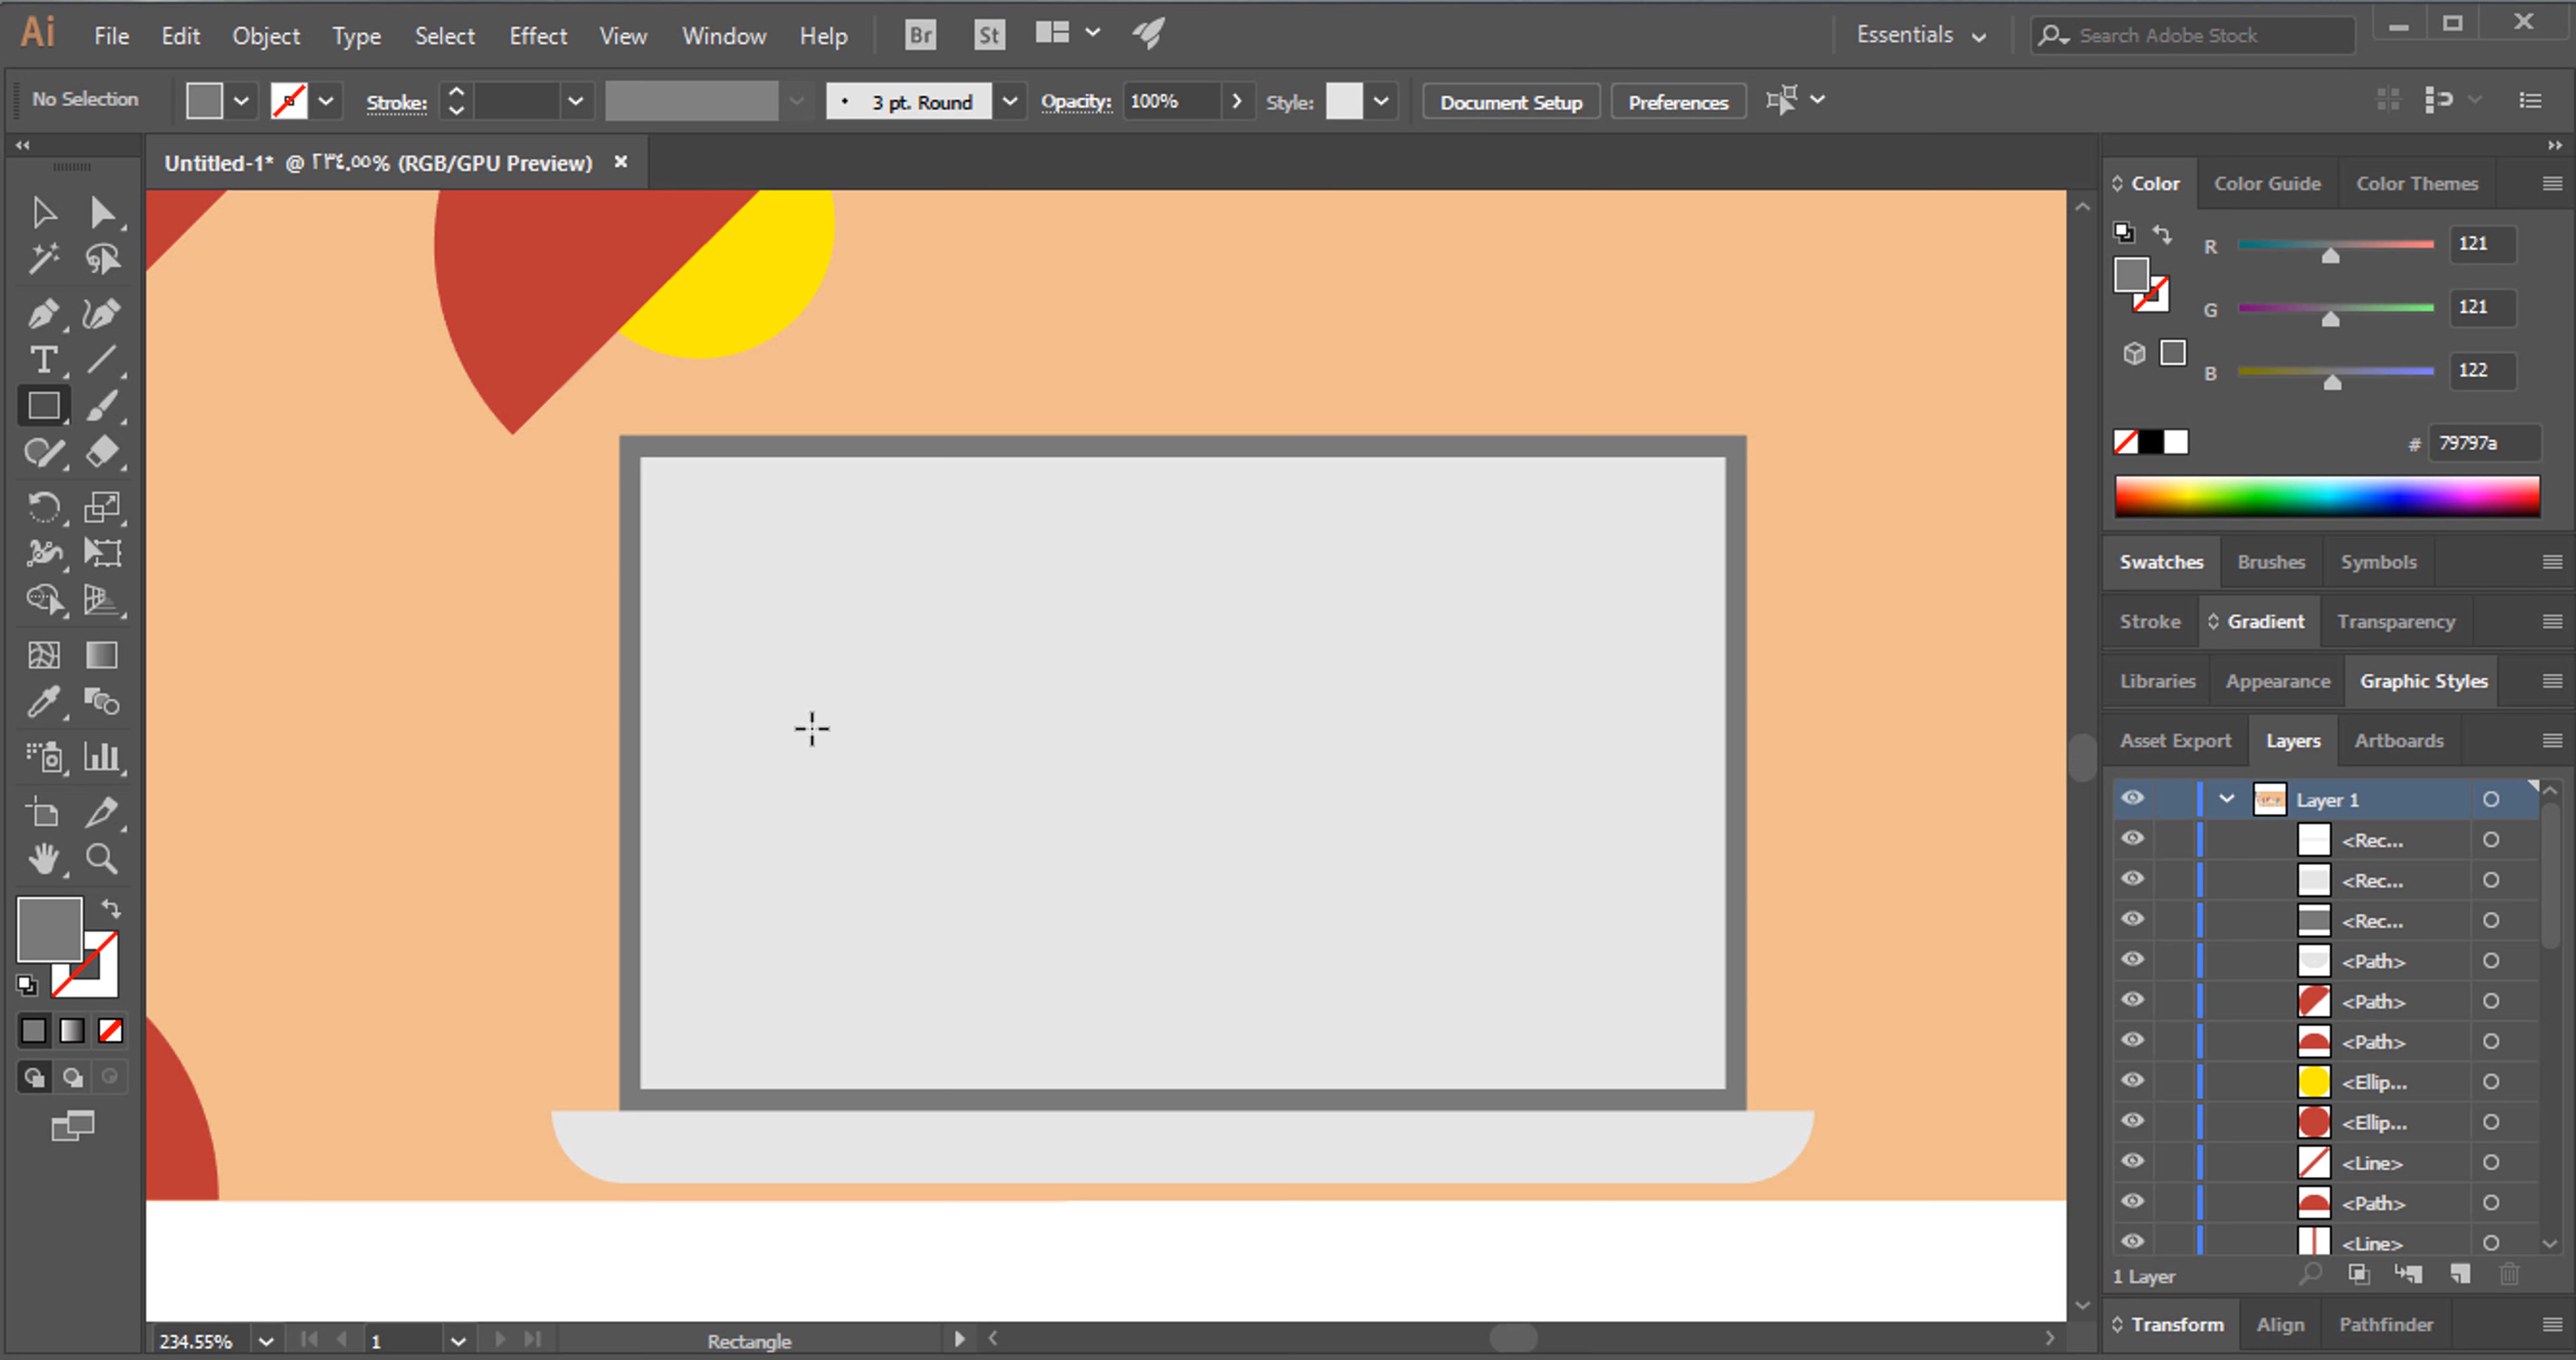 Ai File Edit Object Type Select Effect View Window Help Br St Essentials Search Adobe Stock
No Selection Stroke: 3 pt. Round Opacity: 100% Style: Document Setup Preferences
Untitled-1* @ ٢٣٤.٥٥% (RGB/GPU Preview)
Color Color Guide Color Themes
R 121
G 121
B 122
# 79797a
Swatches Brushes Symbols
Stroke Gradient Transparency
Libraries Appearance Graphic Styles
Asset Export Layers Artboards
Layer 1
<Rec...
<Rec...
<Rec...
<Path>
<Path>
<Path>
<Ellip...
<Ellip...
<Line>
<Path>
<Line>
1 Layer
Transform Align Pathfinder
234.55% 1 Rectangle